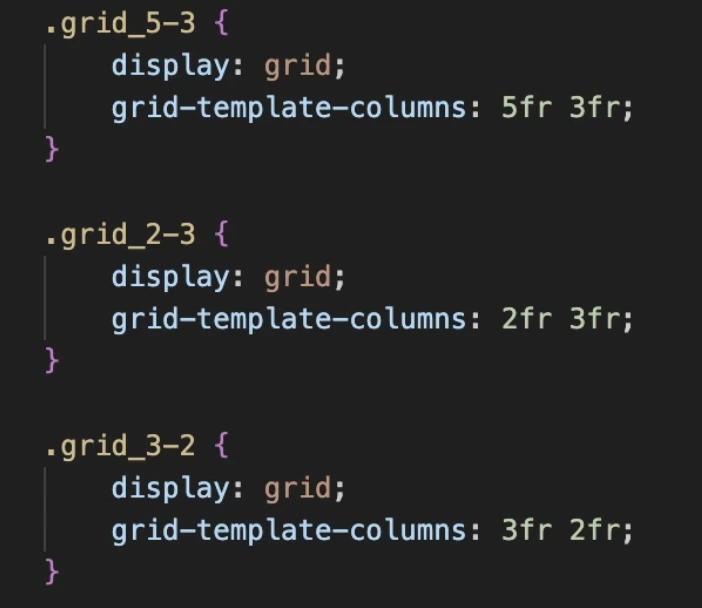 .grid_5-3 {
    display: grid;
    grid-template-columns: 5fr 3fr;
}

.grid_2-3 {
    display: grid;
    grid-template-columns: 2fr 3fr;
}

.grid_3-2 {
    display: grid;
    grid-template-columns: 3fr 2fr;
}